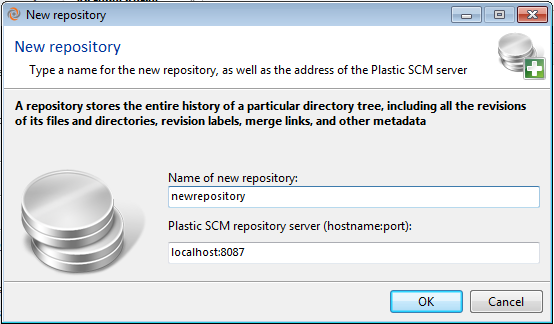 New repository
New repository
Type a name for the new repository, as well as the address of the Plastic SCM server
A repository stores the entire history of a particular directory tree, including all the revisions
of its files and directories, revision labels, merge links, and other metadata
Name of new repository:
newrepository
Plastic SCM repository server (hostname:port):
localhost:8087
OK
Cancel